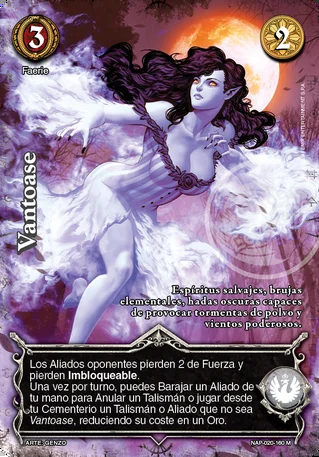 3
2
Faerie
Vantoase
Espíritus salvajes, brujas
elementales, hadas oscuras capaces
de provocar tormentas de polvo y
vientos poderosos.
Los Aliados oponentes pierden 2 de Fuerza y
pierden Imbloqueable.
Una vez por turno, puedes Barajar un Aliado de
tu mano para Anular un Talismán o jugar desde
tu Cementerio un Talismán o Aliado que no sea
Vantoase, reduciendo su coste en un Oro.
ARTE: GENZO
NAP-020-160 M